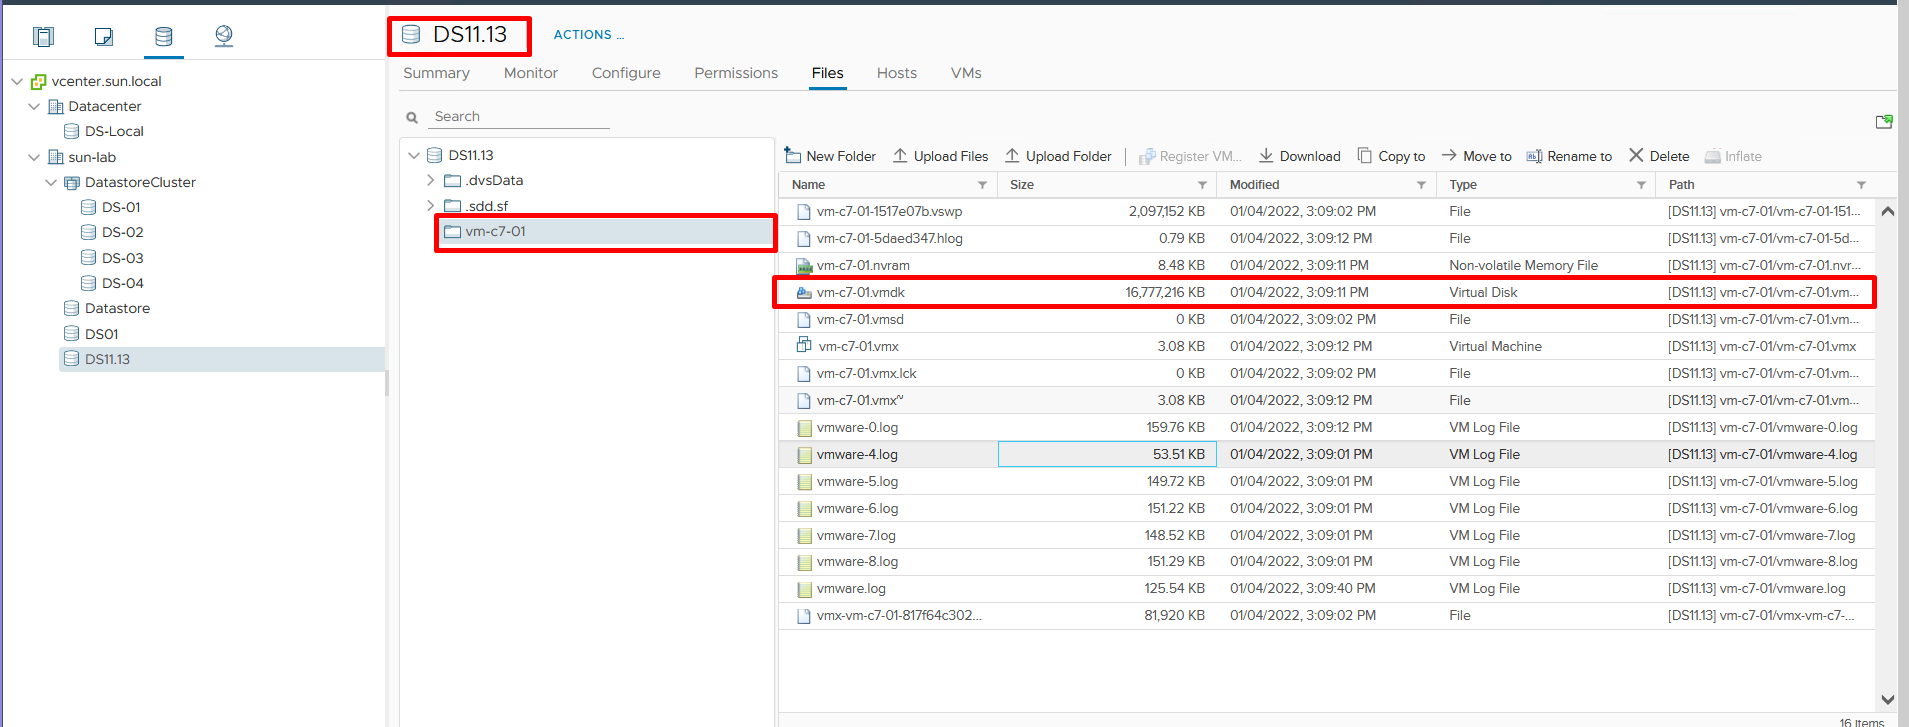 DS11.13 ACTIONS ...
Summary Monitor Configure Permissions Files Hosts VMs
vcenter.sun.local
Datacenter
DS-Local
sun-lab
DatastoreCluster
DS-01
DS-02
DS-03
DS-04
Datastore
DS01
DS11.13
Search
DS11.13
.dvsData
.sdd.sf
vm-c7-01
New Folder Upload Files Upload Folder Register VM... Download Copy to Move to Rename to Delete Inflate
Name Size Modified Type Path
vm-c7-01-1517e07b.vswp 2,097,152 KB 01/04/2022, 3:09:02 PM File [DS11.13] vm-c7-01/vm-c7-01-151...
vm-c7-01-5daed347.hlog 0.79 KB 01/04/2022, 3:09:12 PM File [DS11.13] vm-c7-01/vm-c7-01-5d...
vm-c7-01.nvram 8.48 KB 01/04/2022, 3:09:11 PM Non-volatile Memory File [DS11.13] vm-c7-01/vm-c7-01.nvr...
vm-c7-01.vmdk 16,777,216 KB 01/04/2022, 3:09:11 PM Virtual Disk [DS11.13] vm-c7-01/vm-c7-01.vm...
vm-c7-01.vmsd 0 KB 01/04/2022, 3:09:02 PM File [DS11.13] vm-c7-01/vm-c7-01.vm...
vm-c7-01.vmx 3.08 KB 01/04/2022, 3:09:12 PM Virtual Machine [DS11.13] vm-c7-01/vm-c7-01.vmx
vm-c7-01.vmx.lck 0 KB 01/04/2022, 3:09:02 PM File [DS11.13] vm-c7-01/vm-c7-01.vm...
vm-c7-01.vmx~ 3.08 KB 01/04/2022, 3:09:12 PM File [DS11.13] vm-c7-01/vm-c7-01.vm...
vmware-0.log 159.76 KB 01/04/2022, 3:09:12 PM VM Log File [DS11.13] vm-c7-01/vmware-0.log
vmware-4.log 53.51 KB 01/04/2022, 3:09:01 PM VM Log File [DS11.13] vm-c7-01/vmware-4.log
vmware-5.log 149.72 KB 01/04/2022, 3:09:01 PM VM Log File [DS11.13] vm-c7-01/vmware-5.log
vmware-6.log 151.22 KB 01/04/2022, 3:09:01 PM VM Log File [DS11.13] vm-c7-01/vmware-6.log
vmware-7.log 148.52 KB 01/04/2022, 3:09:01 PM VM Log File [DS11.13] vm-c7-01/vmware-7.log
vmware-8.log 151.29 KB 01/04/2022, 3:09:01 PM VM Log File [DS11.13] vm-c7-01/vmware-8.log
vmware.log 125.54 KB 01/04/2022, 3:09:40 PM VM Log File [DS11.13] vm-c7-01/vmware.log
vmx-vm-c7-01-817f64c302... 81,920 KB 01/04/2022, 3:09:02 PM File [DS11.13] vm-c7-01/vmx-vm-c7-...
16 items